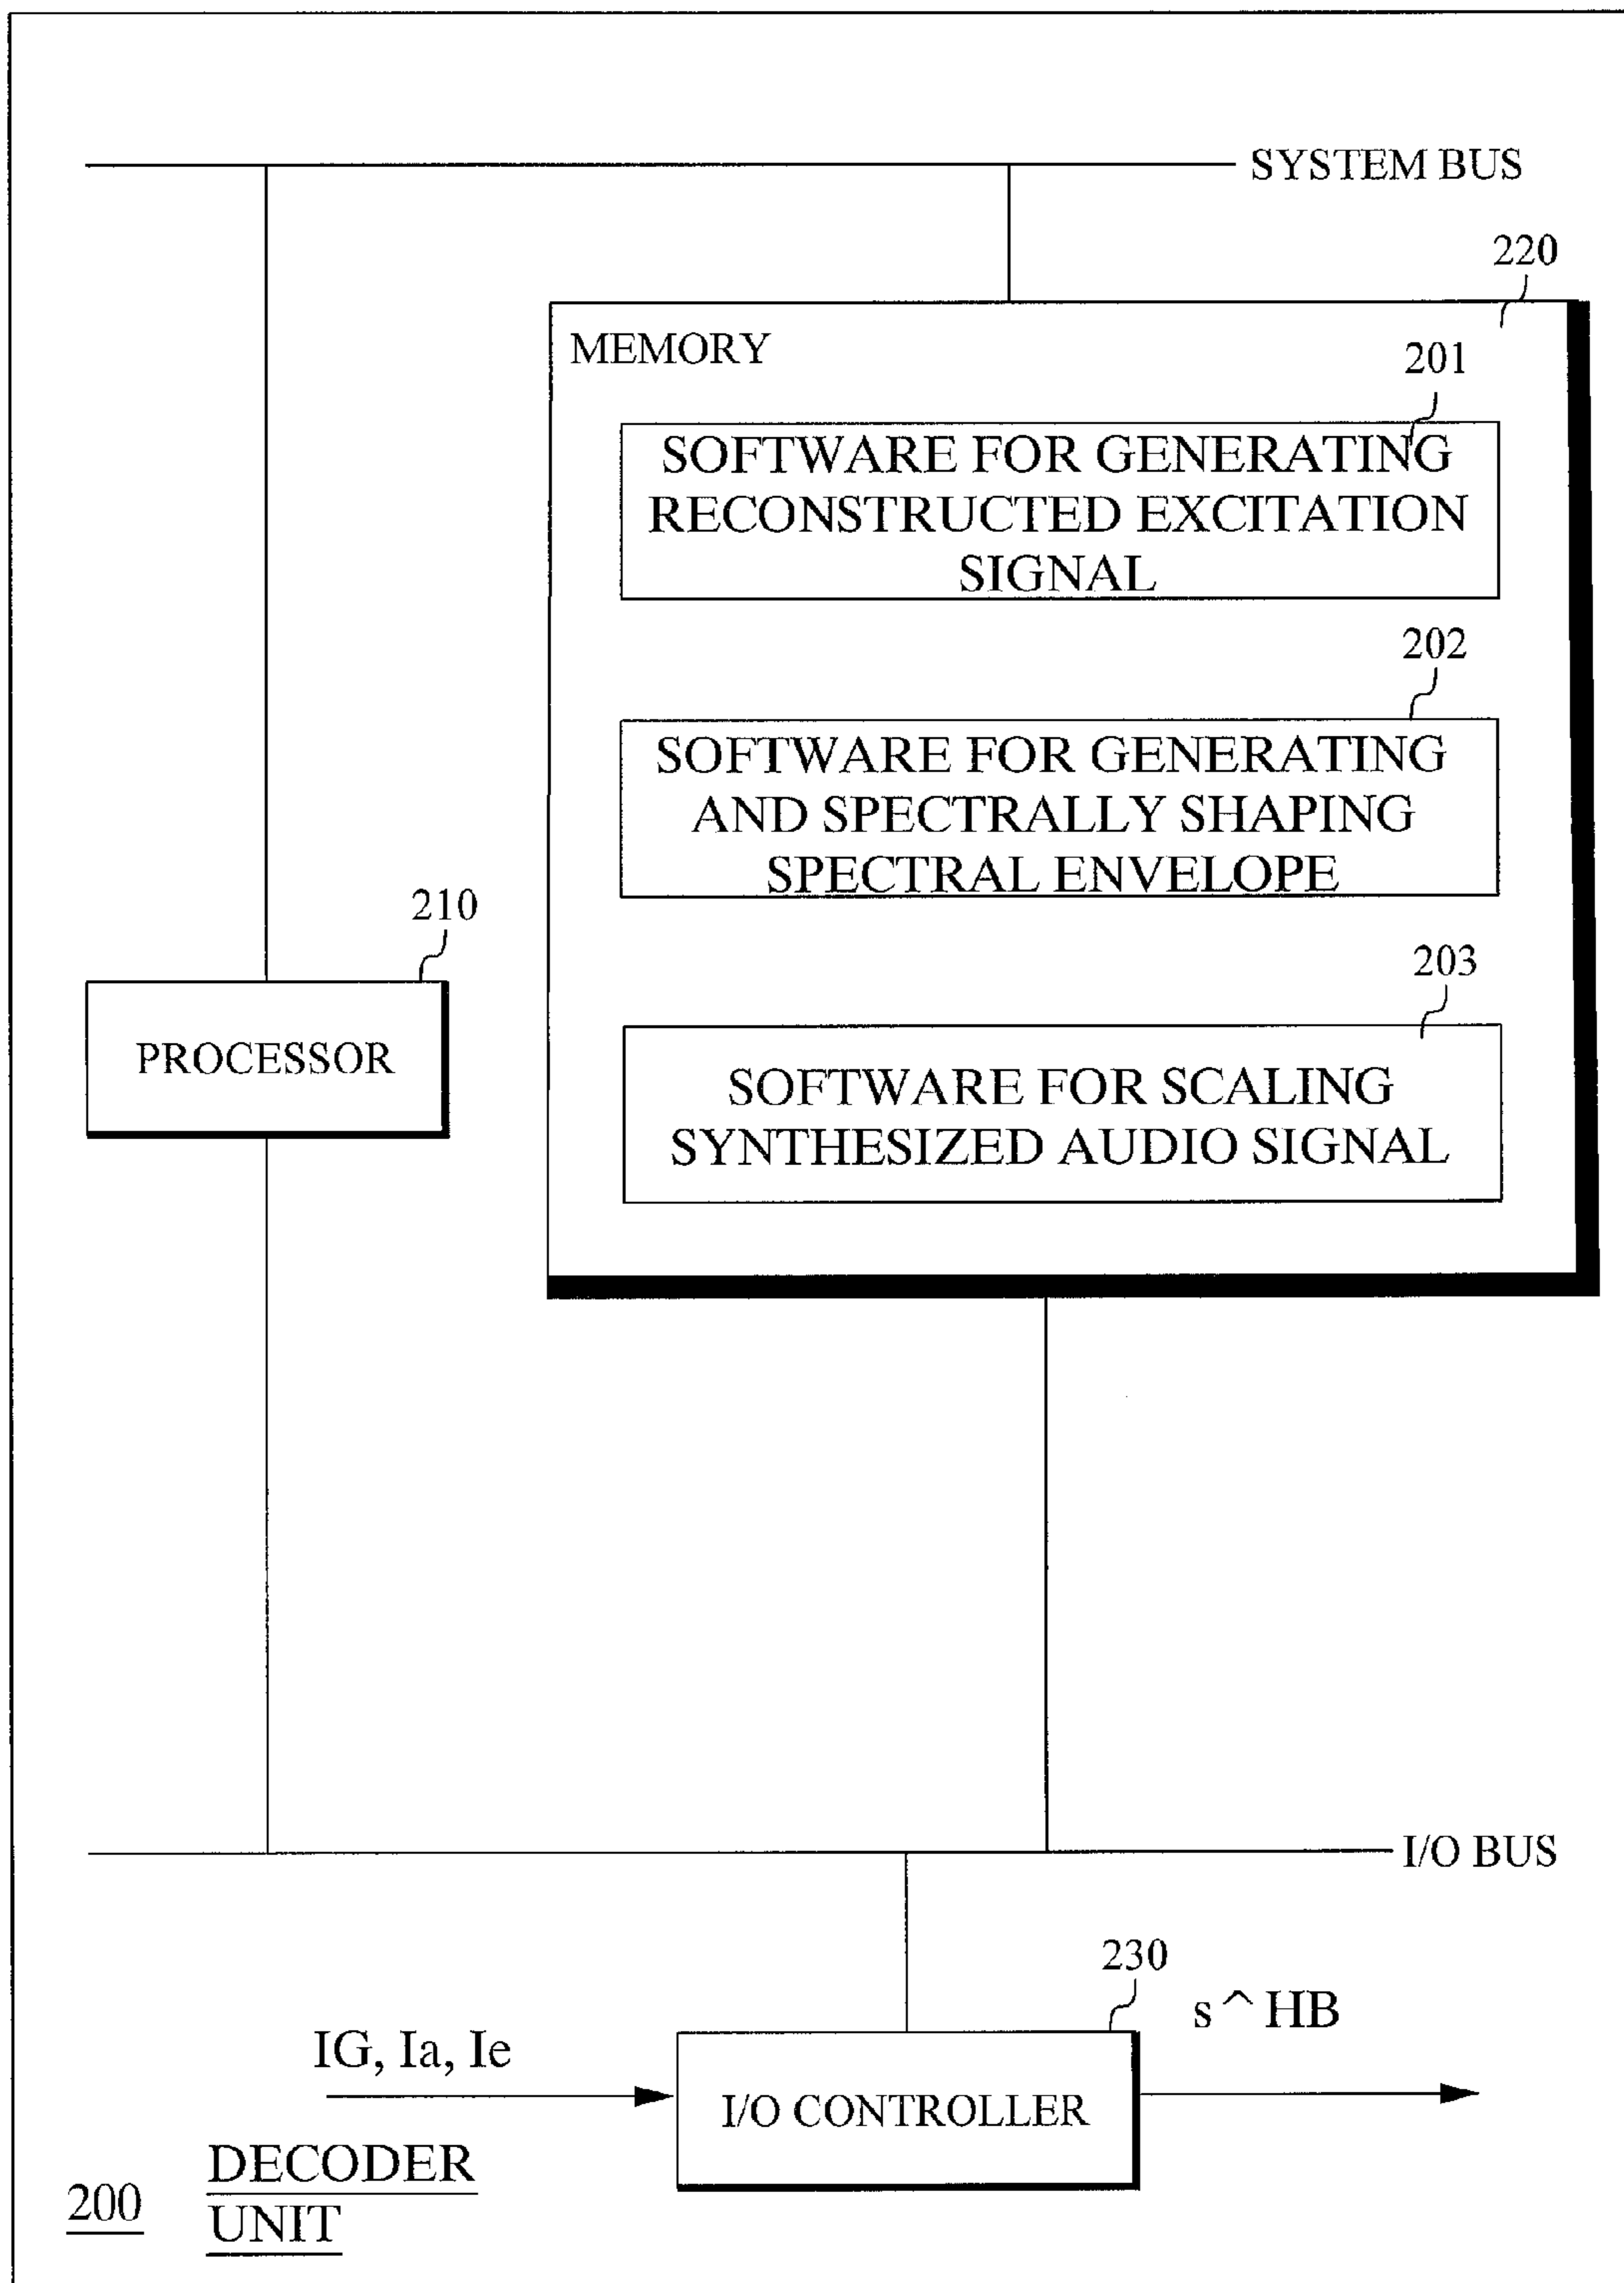 SYSTEM BUS
220
MEMORY
201
SOFTWARE FOR GENERATING
RECONSTRUCTED EXCITATION
SIGNAL
202
SOFTWARE FOR GENERATING
AND SPECTRALLY SHAPING
SPECTRAL ENVELOPE
210
PROCESSOR
203
SOFTWARE FOR SCALING
SYNTHESIZED AUDIO SIGNAL
I/O BUS
230
s^HB
IG, Ia, Ie
I/O CONTROLLER
200
DECODER
UNIT